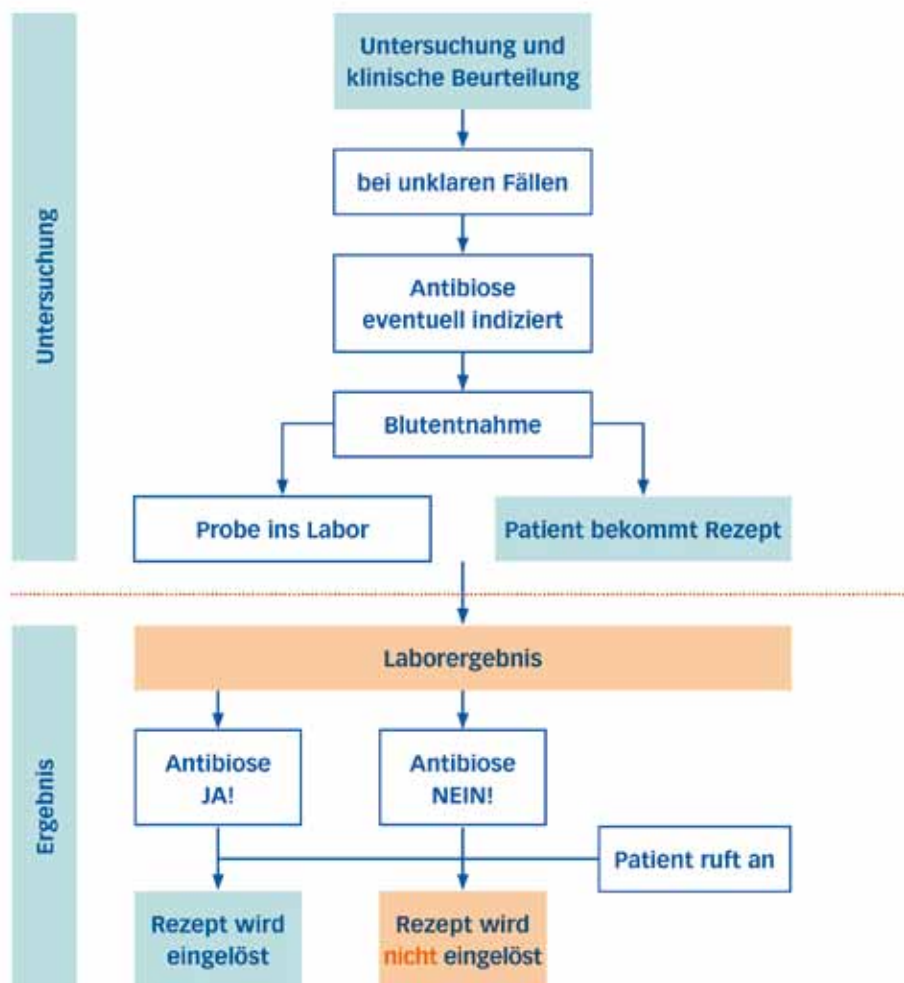 Untersuchung
Untersuchung und
klinische Beurteilung
bei unklaren Fällen
Antibiose
eventuell indiziert
Blutentnahme
Probe ins Labor
Patient bekommt Rezept
Ergebnis
Laborergebnis
Antibiose
JA!
Antibiose
NEIN!
Patient ruft an
Rezept wird
eingelöst
Rezept wird
nicht eingelöst